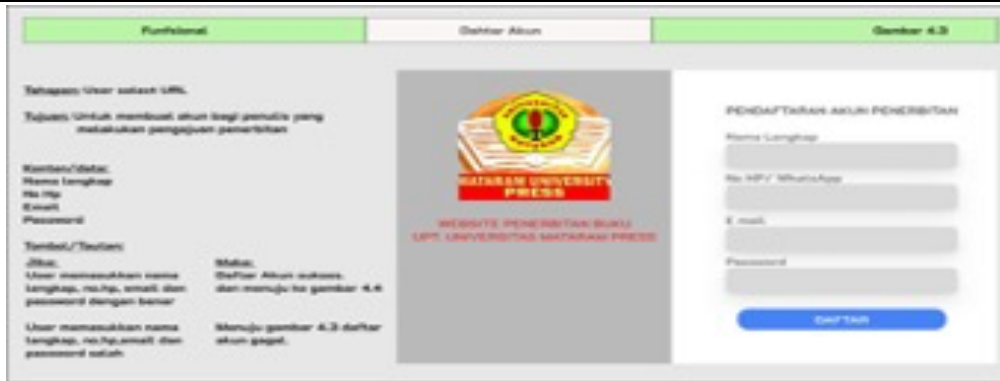 Funfsional
Daftar Akun
Gambar 4.3
Tahapan: User select URL
Tujuan: Untuk membuat akun bagi penulis yang
melakukan pengajuan penerbitan
Konten/data:
Nama lengkap
No Hp
Email
Password
Tombol/Tautan:
Jika:
User memasukkan nama
lengkap, no.hp, email dan
password dengan benar
Maka:
Daftar Akun sukses.
dan menuju ke gambar 4.4
User memasukkan nama
lengkap, no.hp,email dan
password salah
Menuju gambar 4.3 daftar
akun gagal.
MATARAM UNIVERSITY
PRESS
WEBSITE PENERBITAN BUKU
UPT. UNIVERSITAS MATARAM PRESS
PENDAFTARAN AKUN PENERBITAN
Nama Lengkap
No HP/ WhatsApp
E mail
Password
DAFTAR